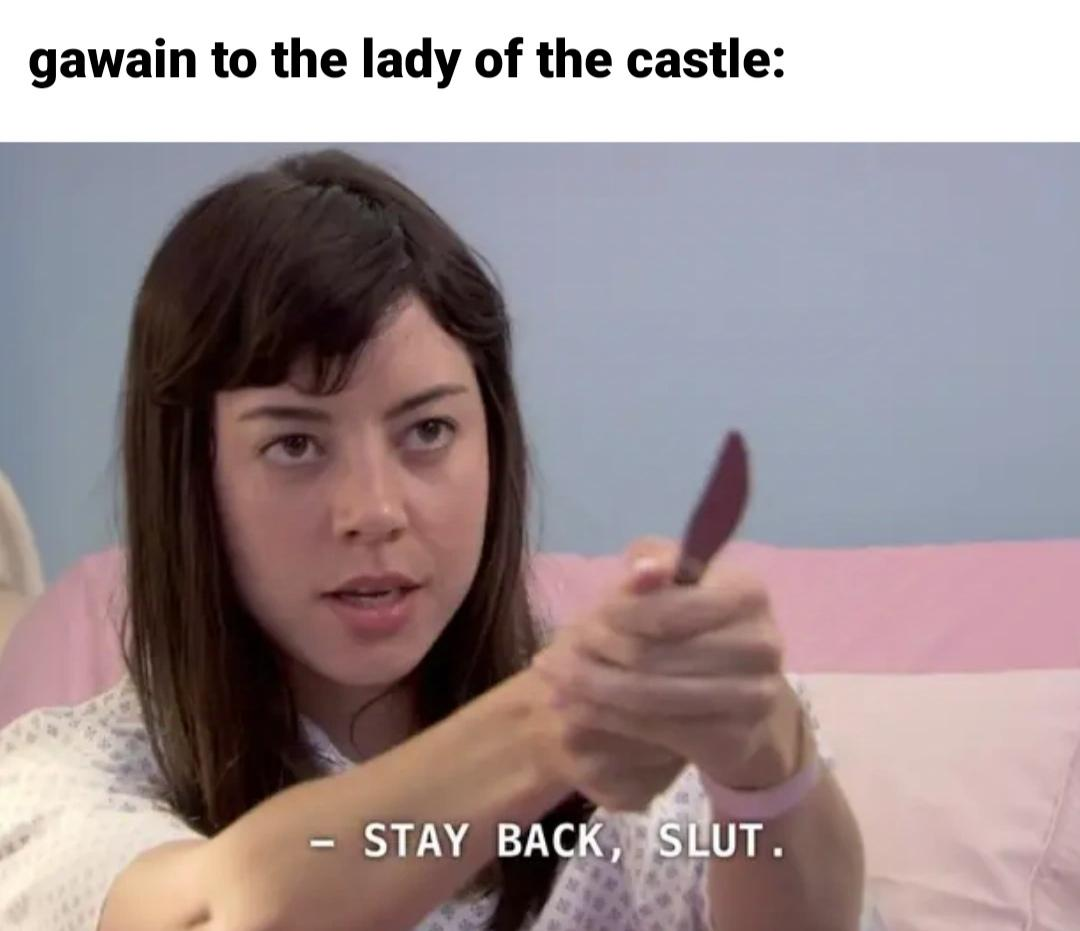 gawain to the lady of the castle:
– STAY BACK, SLUT.